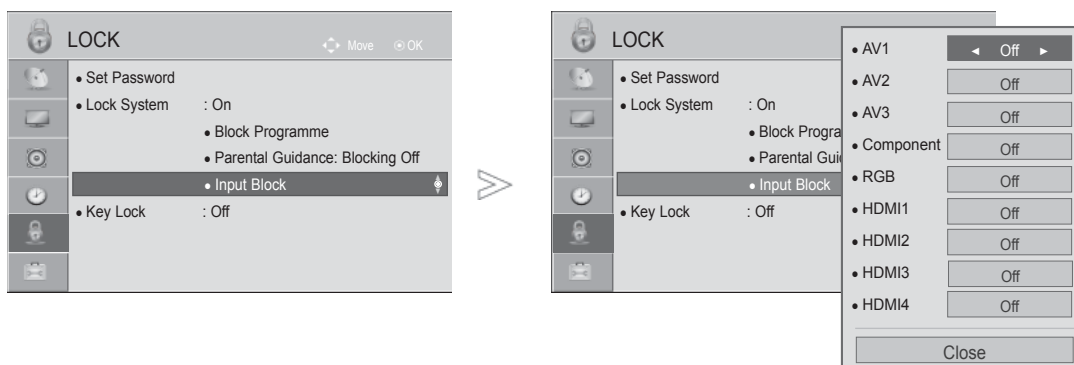 LOCK
Move OK
• Set Password
• Lock System : On
• Block Programme
• Parental Guidance: Blocking Off
• Input Block
• Key Lock : Off
LOCK
• Set Password
• Lock System : On
• Block Progra
• Parental Gui
• Input Block
• Key Lock : Off
• AV1 ◄ Off ►
• AV2 Off
• AV3 Off
• Component Off
• RGB Off
• HDMI1 Off
• HDMI2 Off
• HDMI3 Off
• HDMI4 Off
Close